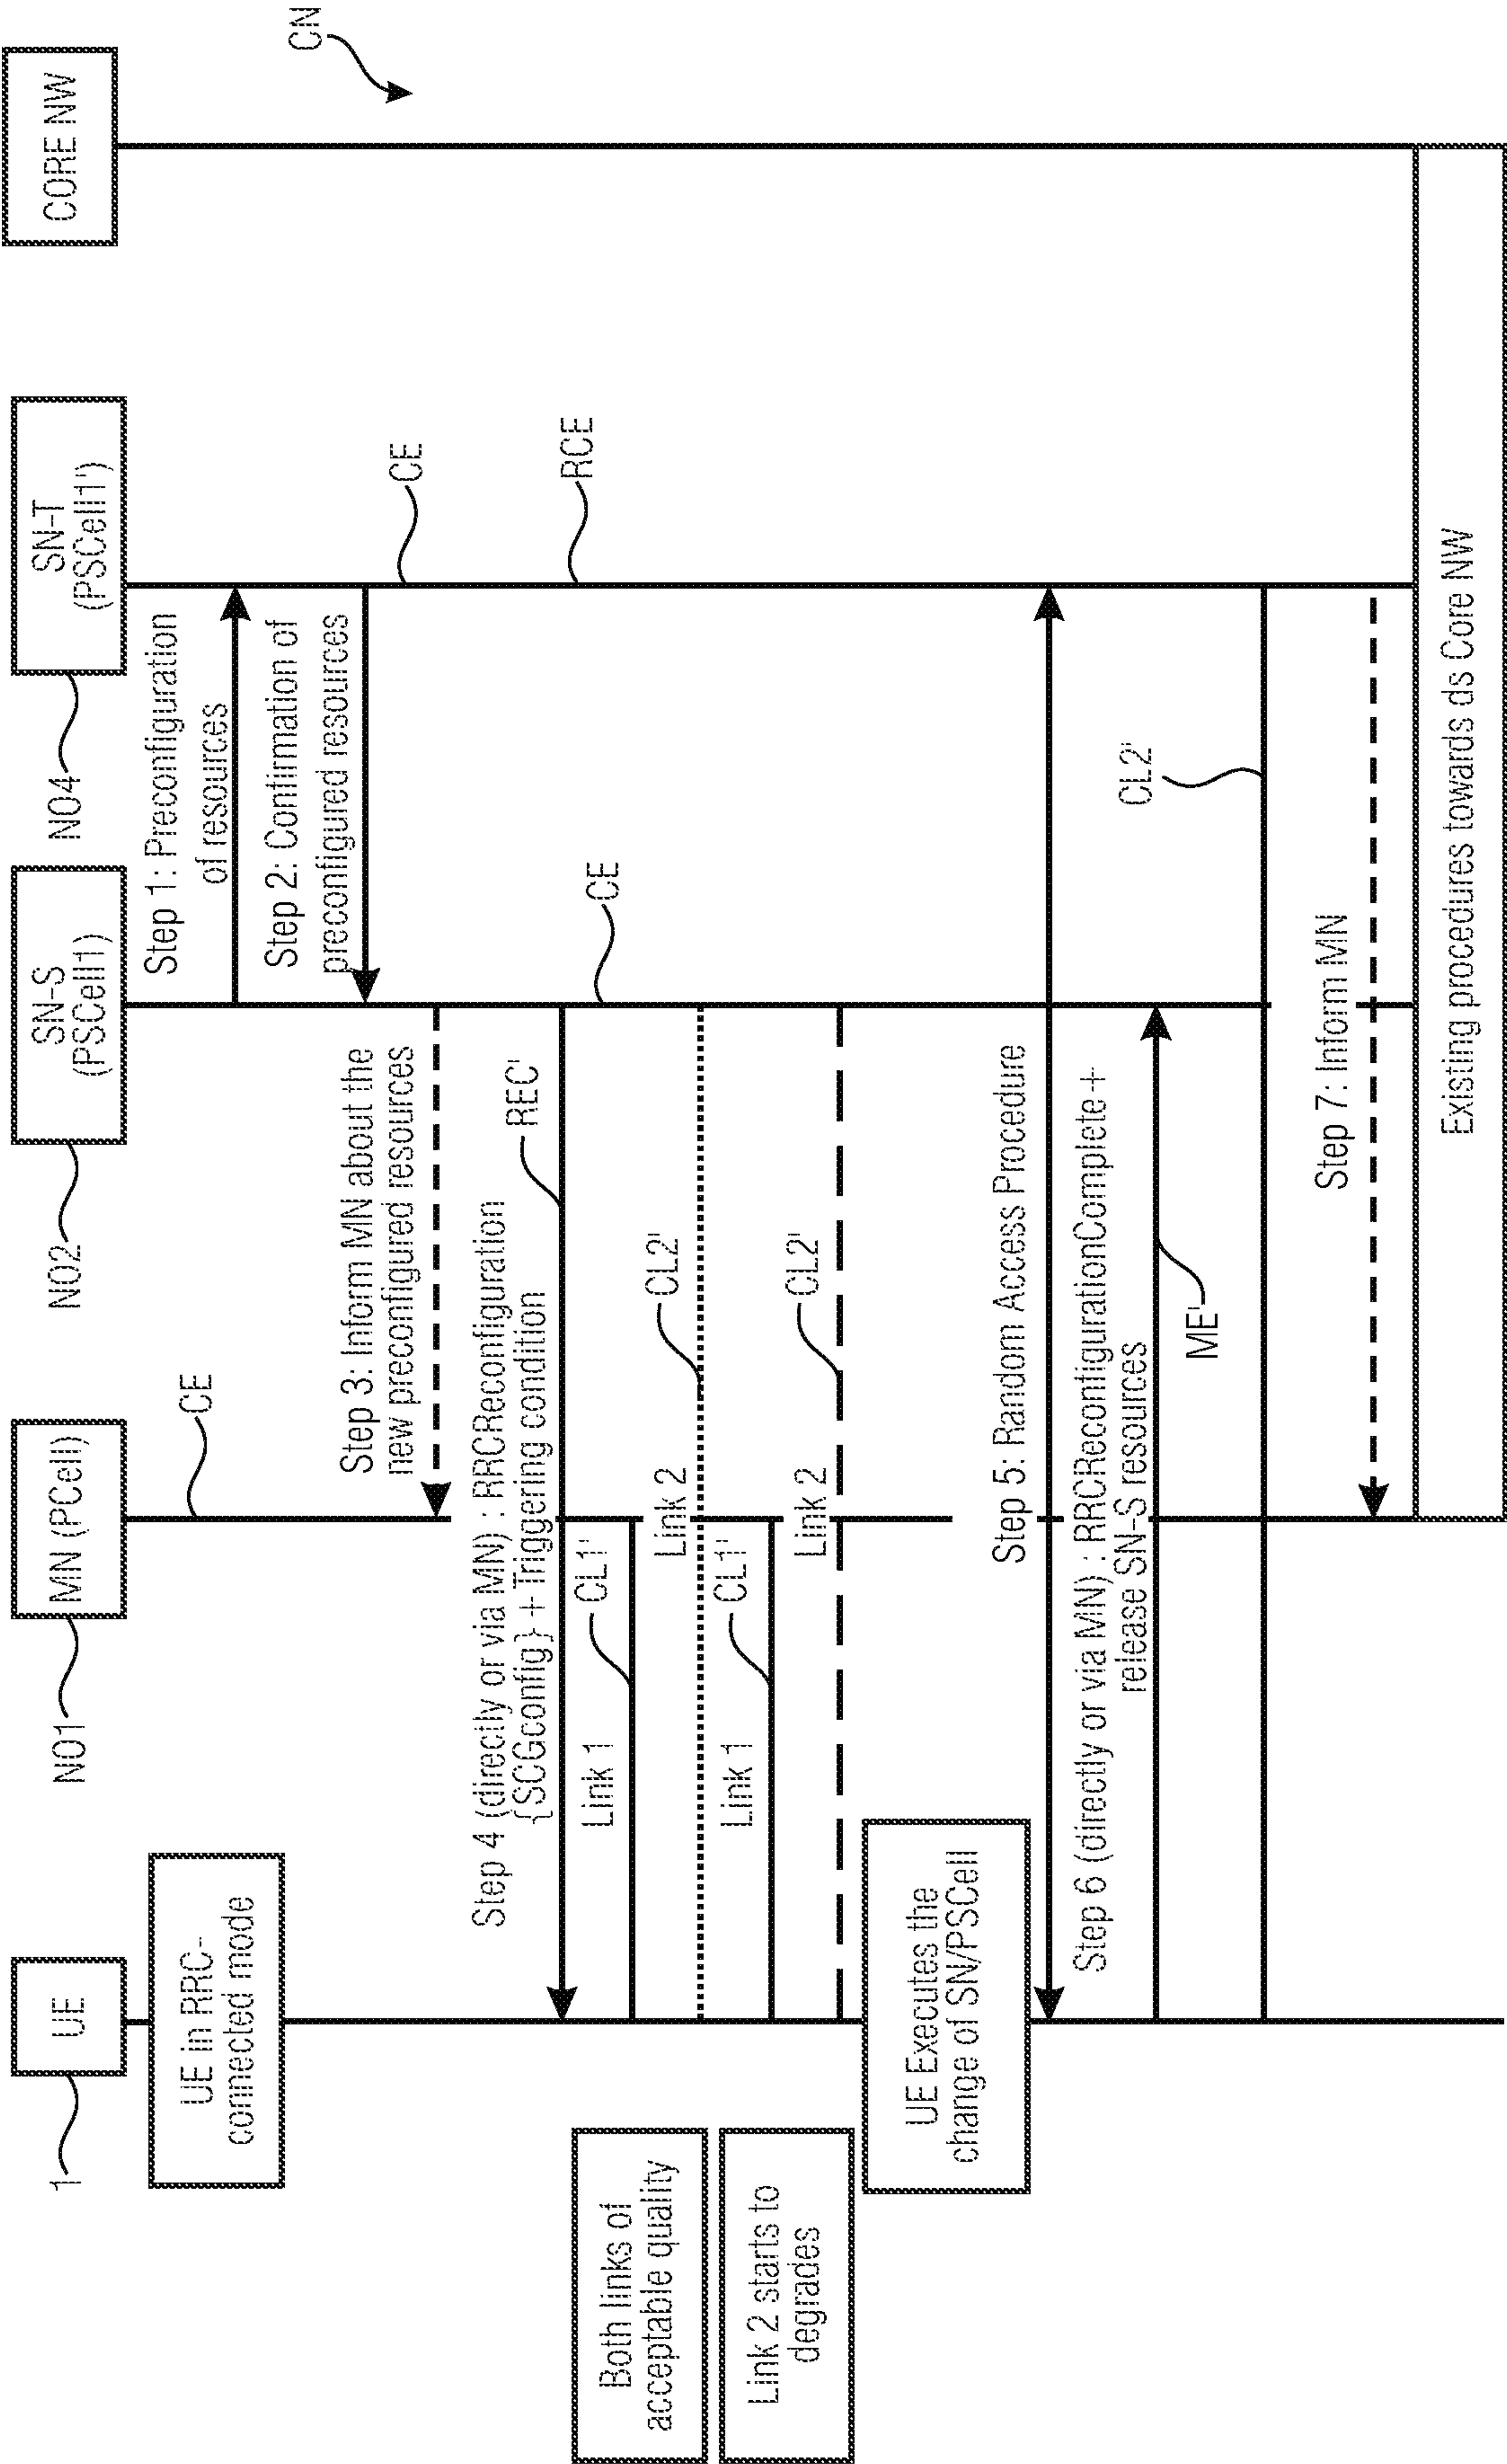 UE
1
MN (PCell)
NO1
SN-S
(PSCell1)
NO2
SN-T
(PSCell1')
NO4
CORE NW
CN
UE in RRC-
connected mode
Step 1: Preconfiguration
of resources
CE
Step 2: Confirmation of
preconfigured resources
CE
Step 3: Inform MN about the
new preconfigured resources
Step 4 (directly or via MN) : RRCReconfiguration
{SCGconfig} + Triggering condition
REC'
RCE
CE
Both links of
acceptable quality
Link 1
CL1'
Link 2
CL2'
Link 2 starts to
degrades
Link 1
CL1'
Link 2
CL2'
UE Executes the
change of SN/PSCell
Step 5: Random Access Procedure
Step 6 (directly or via MN) : RRCReconfigurationComplete +
release SN-S resources
ME'
CL2'
Step 7: Inform MN
Existing procedures towards ds Core NW